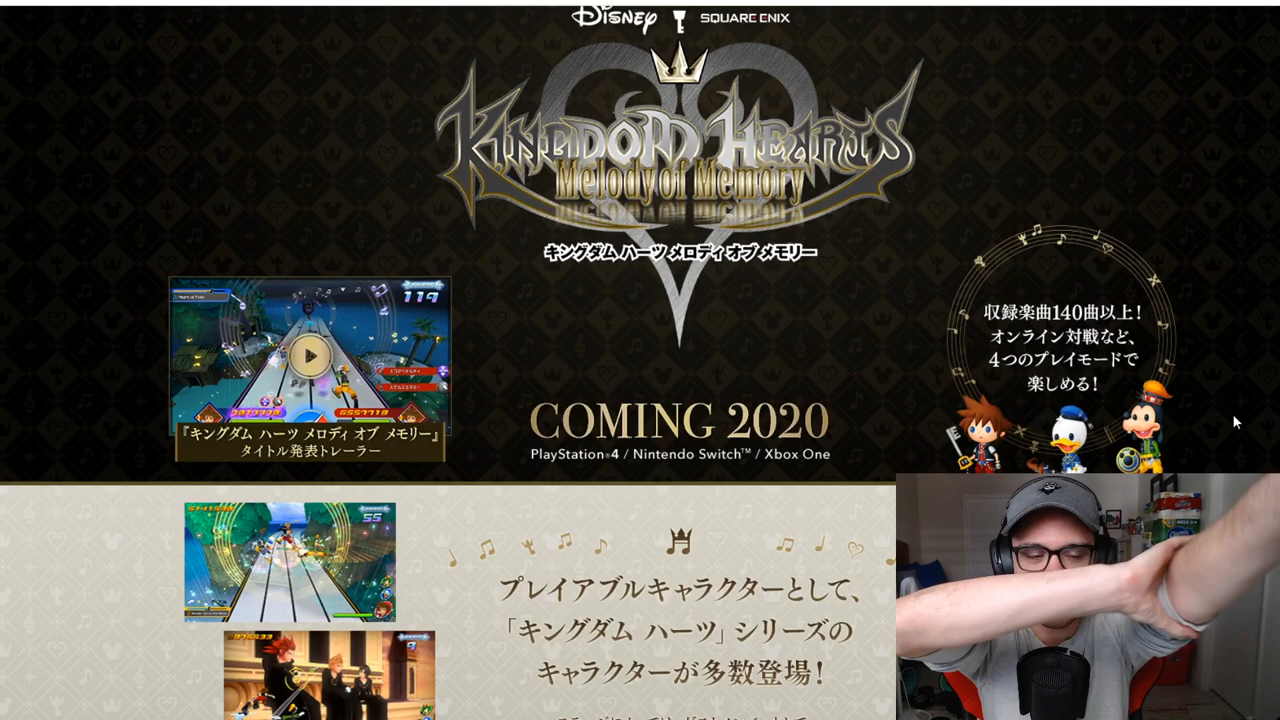 Disney
SQUARE ENIX
KINGDOM HEARTS
Melody of Memory
キングダム ハーツ メロディ オブ メモリー
119
収録楽曲140曲以上！
オンライン対戦など、
4つのプレイモードで
楽しめる！
『キングダム ハーツ メロディ オブ メモリー』
タイトル発表トレーラー
COMING 2020
PlayStation®4 / Nintendo Switch™ / Xbox One
55
プレイアブルキャラクターとして、
「キングダム ハーツ」シリーズの
キャラクターが多数登場！
9